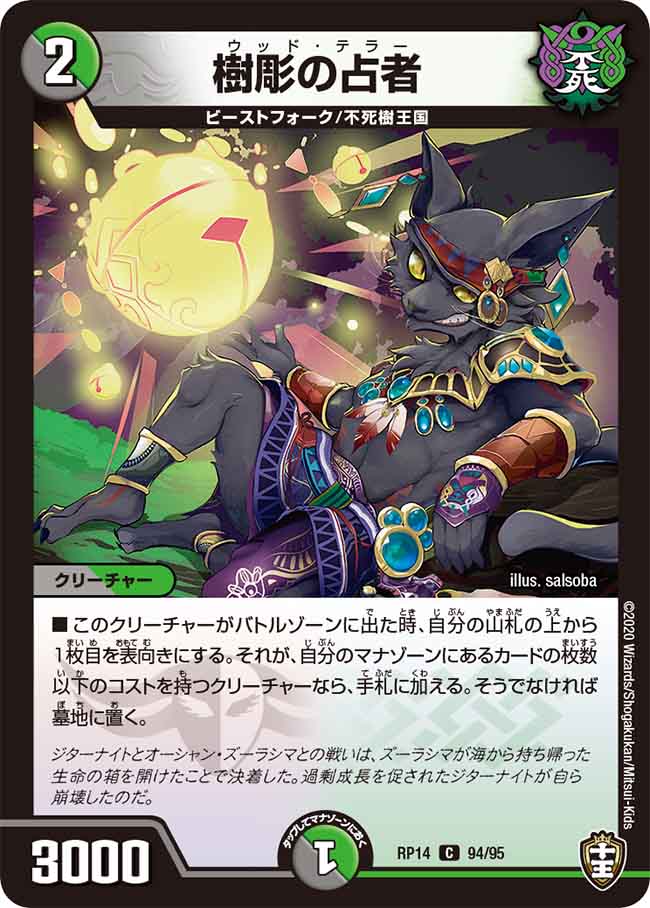 ウッド・テラー
2
樹彫の占者
不死
ビーストフォーク/不死樹王国
クリーチャー
illus. salsoba
■このクリーチャーがバトルゾーンに出た時、自分の山札の上から
1枚目を表向きにする。それが、自分のマナゾーンにあるカードの枚数
以下のコストを持つクリーチャーなら、手札に加える。そうでなければ
墓地に置く。
ジターナイトとオーシャン・ズーラシマとの戦いは、ズーラシマが海から持ち帰った
生命の箱を開けたことで決着した。過剰成長を促されたジターナイトが自ら
崩壊したのだ。
©2020 Wizards/Shogakukan/Mitsui-Kids
タップしてマナゾーンにおく
3000
1
RP14 C 94/95
十王